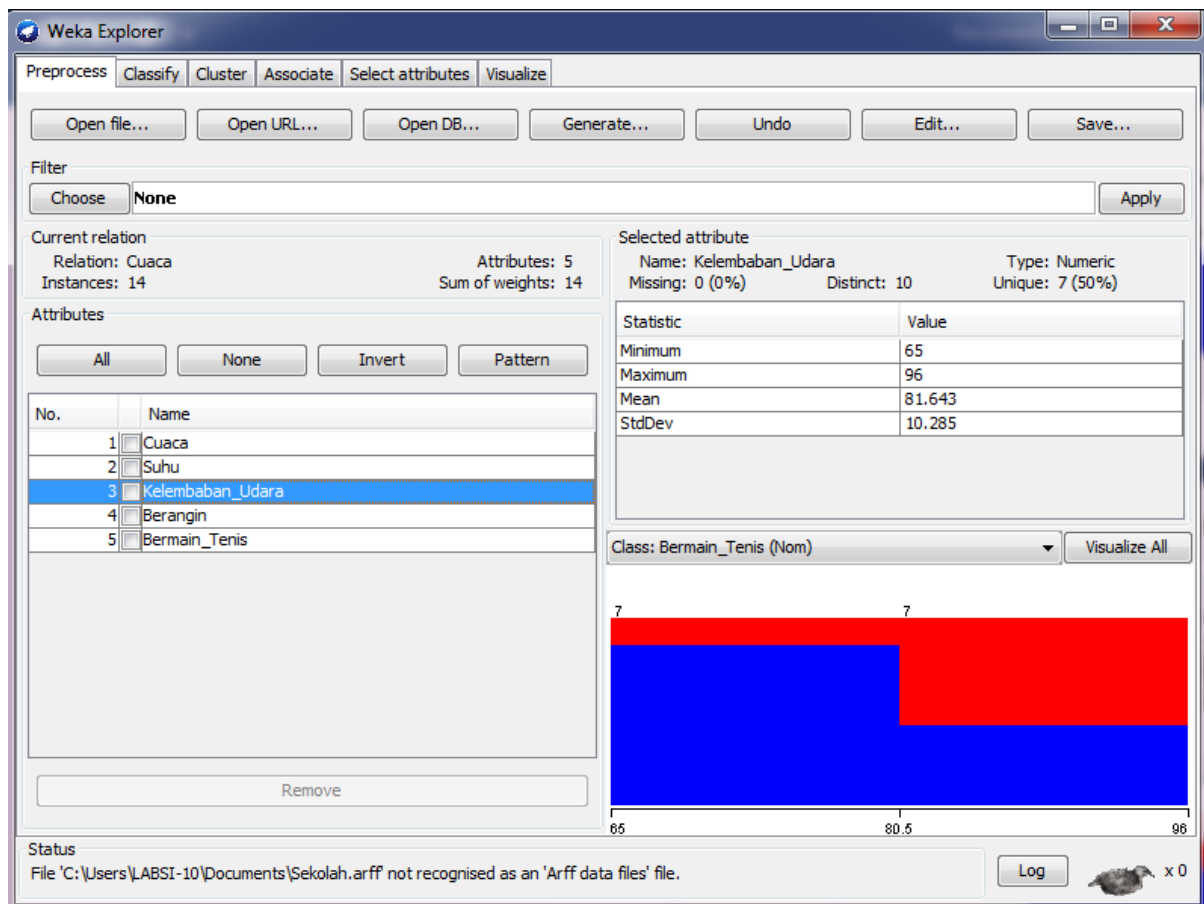 Weka Explorer
Preprocess Classify Cluster Associate Select attributes Visualize
Open file... Open URL... Open DB... Generate... Undo Edit... Save...
Filter
Choose None Apply
Current relation
Relation: Cuaca Attributes: 5
Instances: 14 Sum of weights: 14
Attributes
All None Invert Pattern
No. Name
1 Cuaca
2 Suhu
3 Kelembaban_Udara
4 Berangin
5 Bermain_Tenis
Remove
Selected attribute
Name: Kelembaban_Udara Type: Numeric
Missing: 0 (0%) Distinct: 10 Unique: 7 (50%)
Statistic Value
Minimum 65
Maximum 96
Mean 81.643
StdDev 10.285
Class: Bermain_Tenis (Nom) Visualize All
7 7
65 80.5 96
Status
File 'C:\Users\LABSI-10\Documents\Sekolah.arff' not recognised as an 'Arff data files' file.
Log x 0